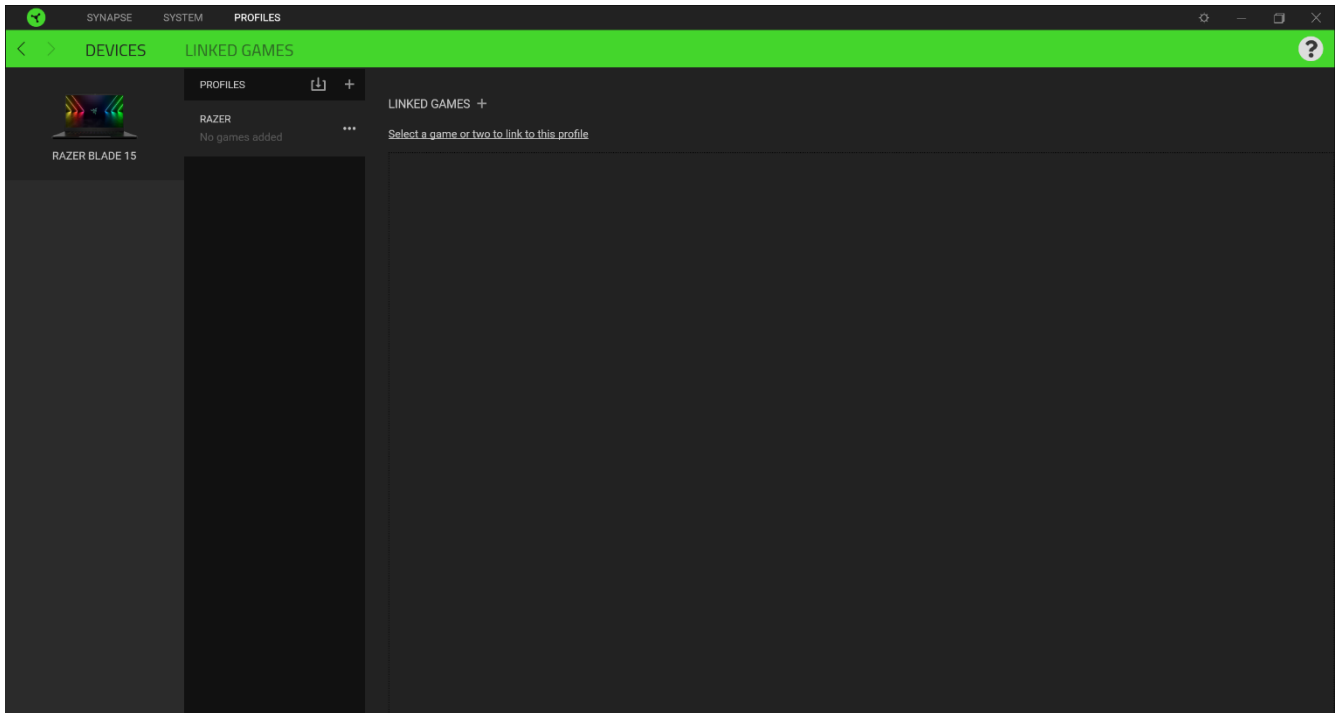 SYNAPSE SYSTEM PROFILES
DEVICES LINKED GAMES
?
RAZER BLADE 15
PROFILES
RAZER
No games added
LINKED GAMES +
Select a game or two to link to this profile